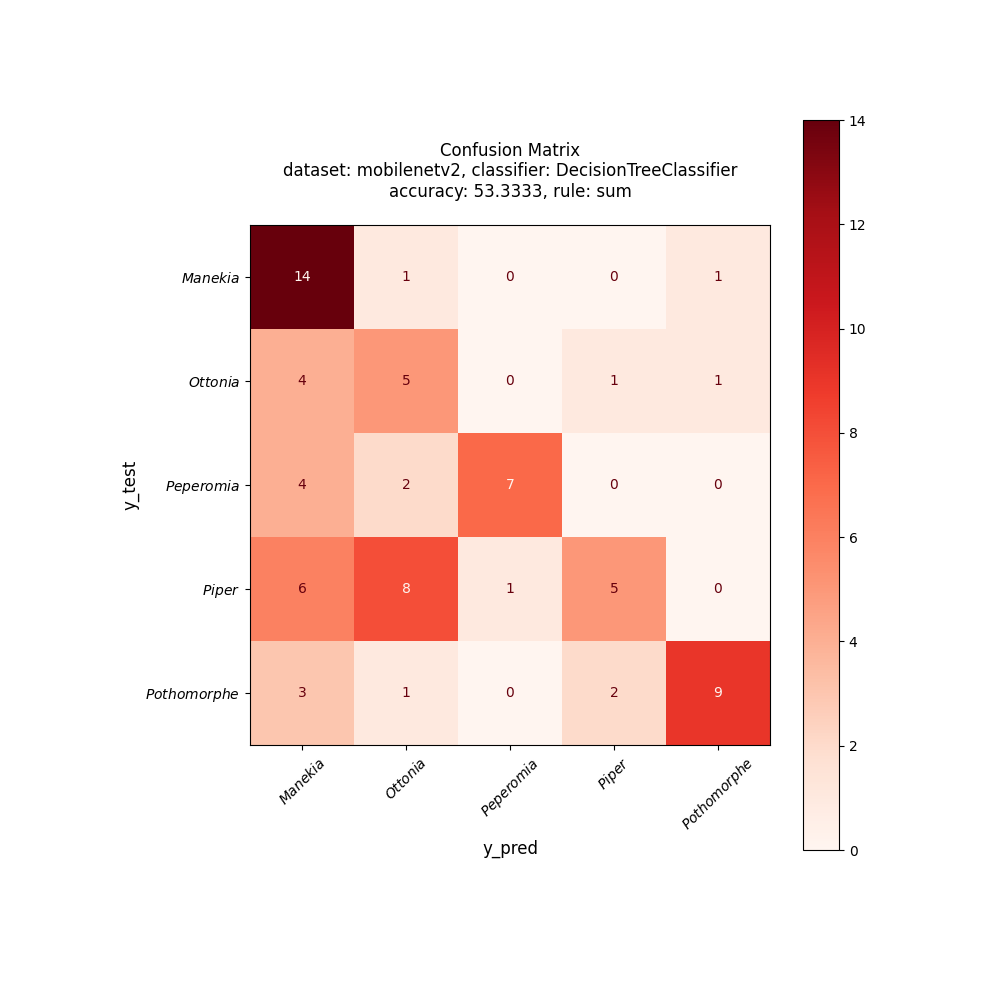 Confusion Matrix
dataset: mobilenetv2, classifier: DecisionTreeClassifier
accuracy: 53.3333, rule: sum
Manekia 14 1 0 0 1
Ottonia 4 5 0 1 1
Peperomia 4 2 7 0 0
Piper 6 8 1 5 0
Pothomorphe 3 1 0 2 9
Manekia Ottonia Peperomia Piper Pothomorphe
y_test
y_pred
14
12
10
8
6
4
2
0